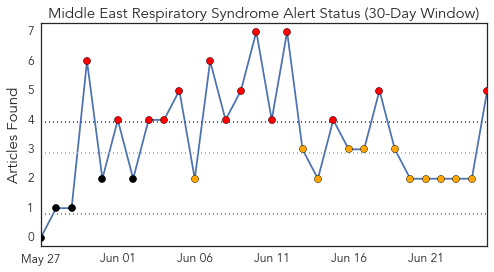 Middle East Respiratory Syndrome Alert Status (30-Day Window)
Articles Found
7
6
5
4
3
2
1
0
May 27 Jun 01 Jun 06 Jun 11 Jun 16 Jun 21